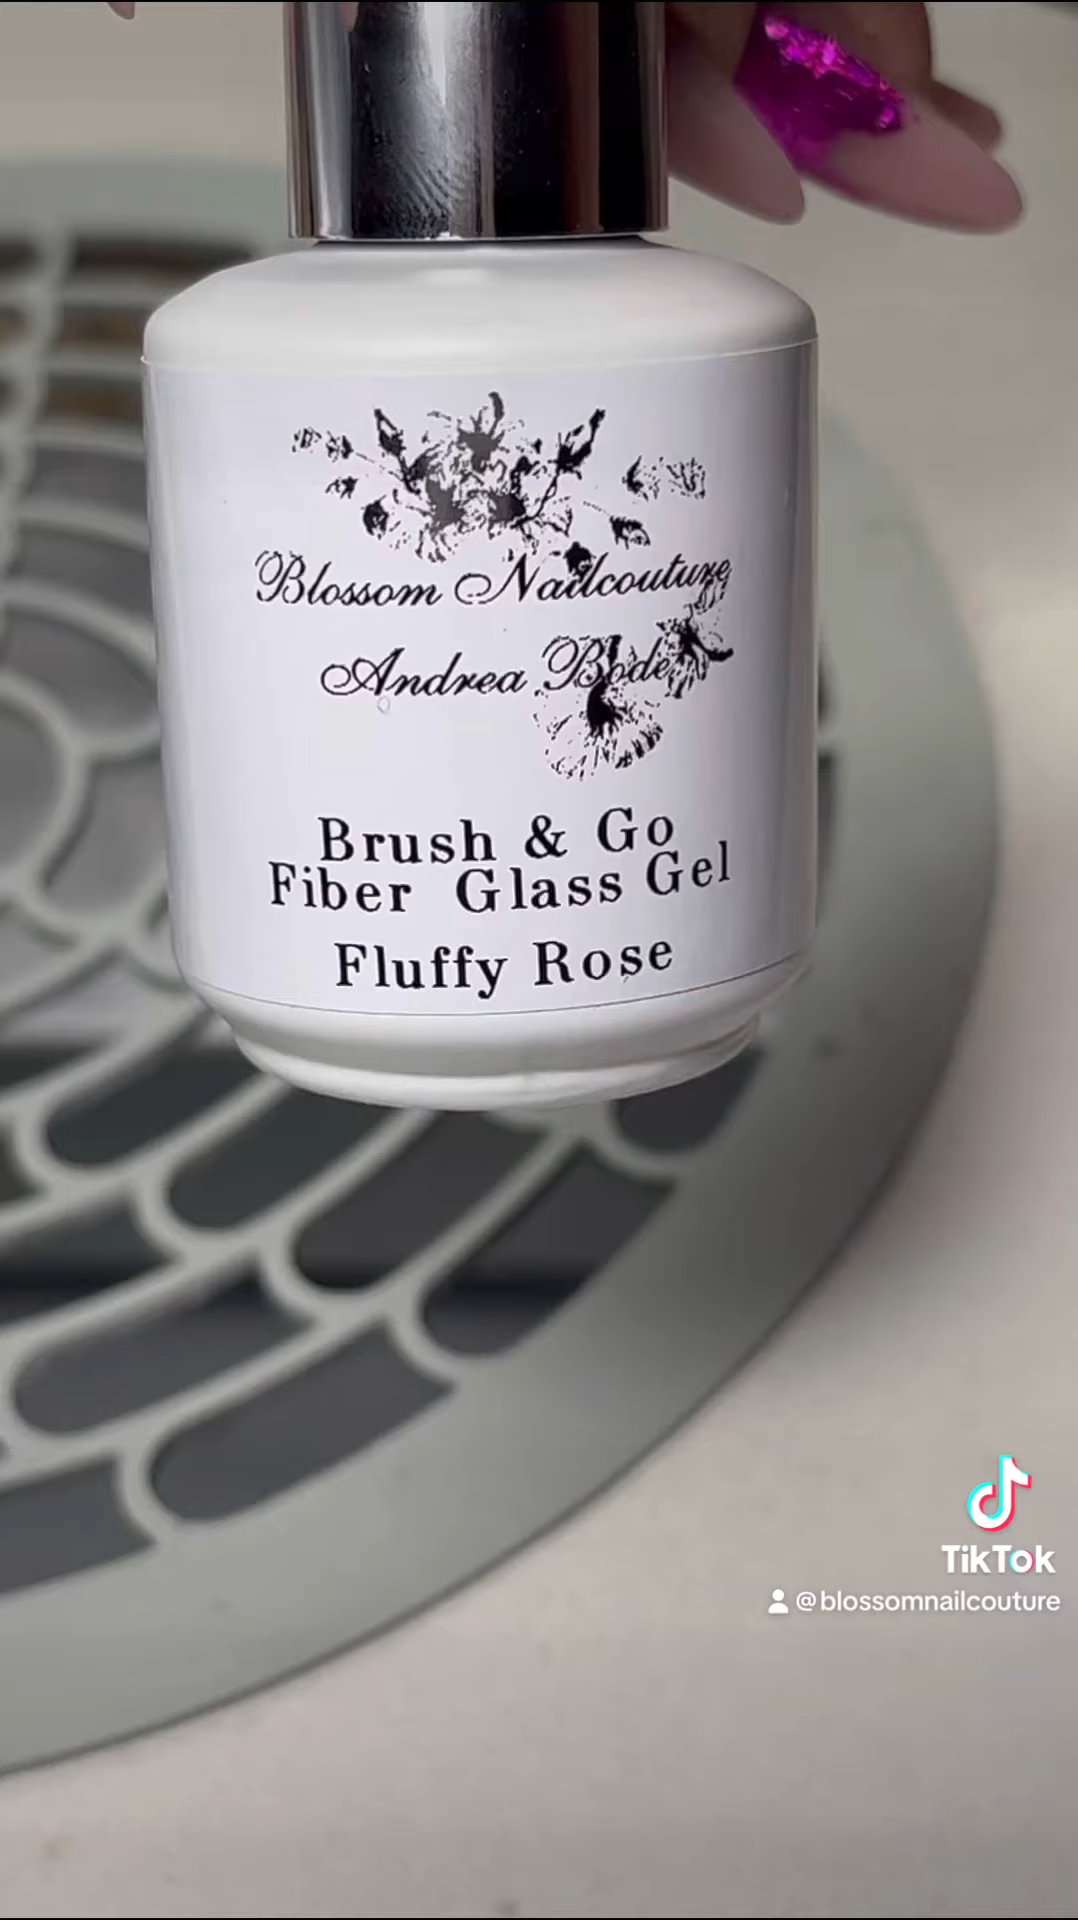 Blossom Nailcouture
Andrea Bode
Brush & Go
Fiber Glass Gel
Fluffy Rose
TikTok
@blossomnailcouture